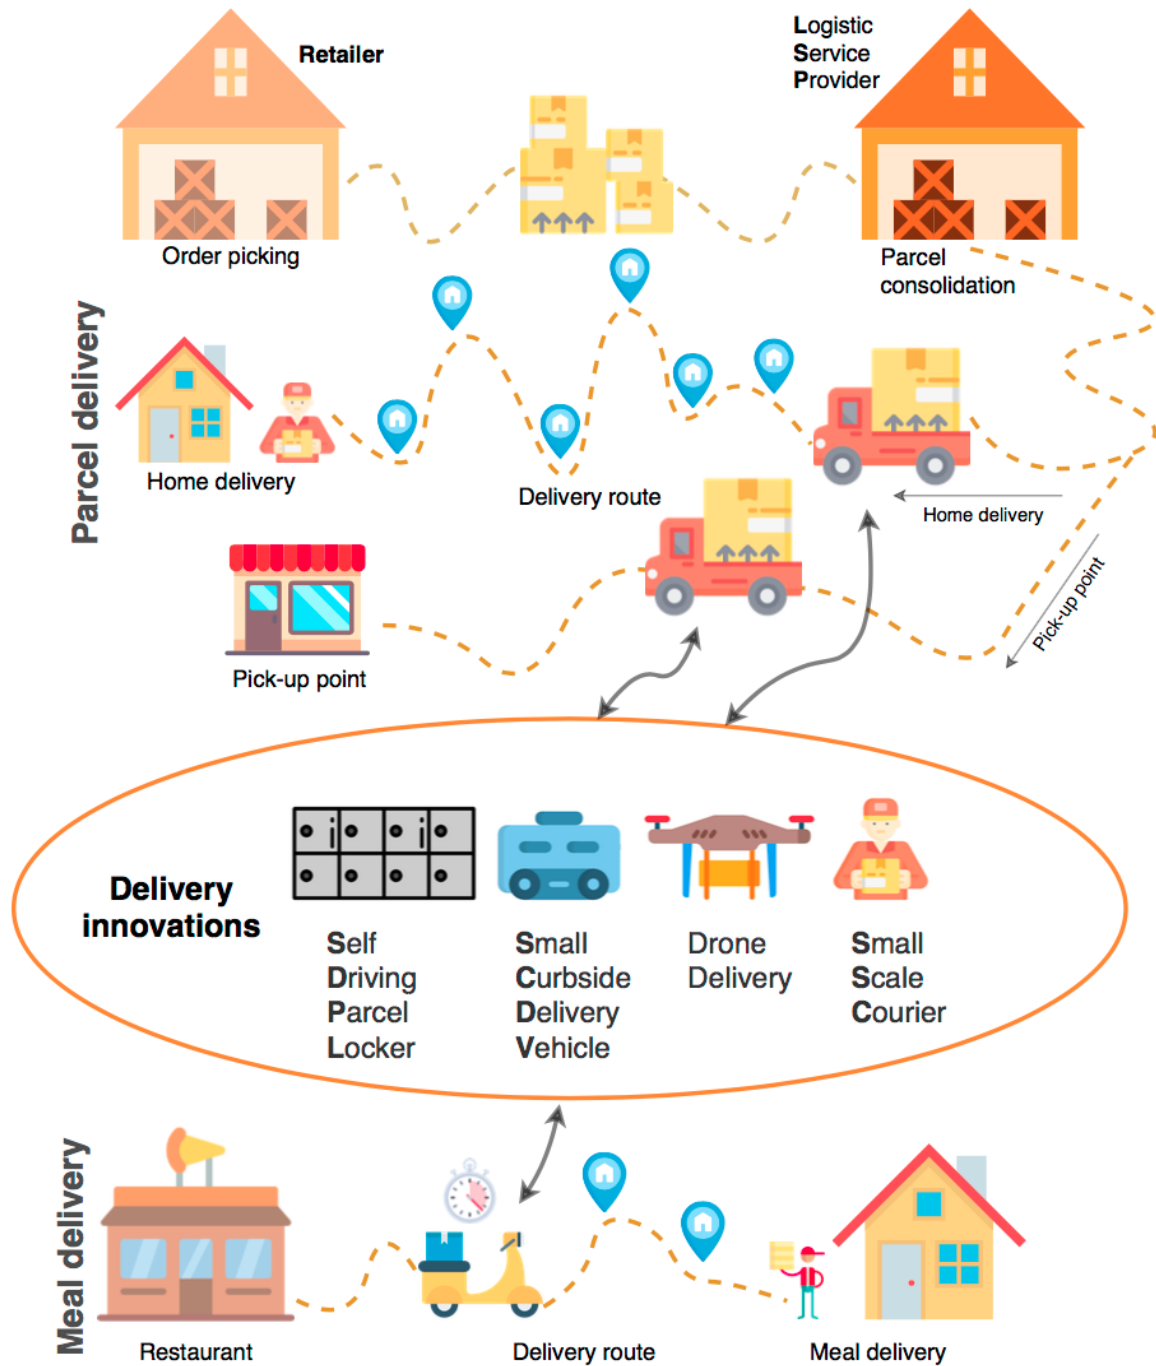 Retailer
Logistic
Service
Provider
Order picking
Parcel
consolidation
Parcel delivery
Home delivery
Delivery route
Home delivery
Pick-up point
Pick-up point
Delivery
innovations
Self
Driving
Parcel
Locker
Small
Curbside
Delivery
Vehicle
Drone
Delivery
Small
Scale
Courier
Meal delivery
Restaurant
Delivery route
Meal delivery